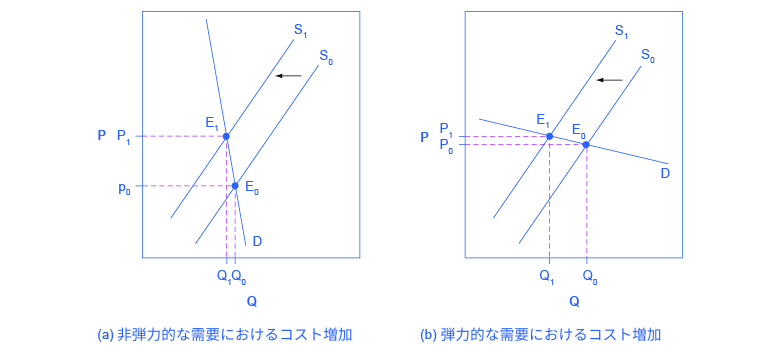 S₁
S₀
E₁
P P₁
p₀
E₀
D
Q₁ Q₀
Q
(a) 非弾力的な需要におけるコスト増加
S₁
S₀
E₁
E₀
P₁
P
P₀
D
Q₁ Q₀
Q
(b) 弾力的な需要におけるコスト増加